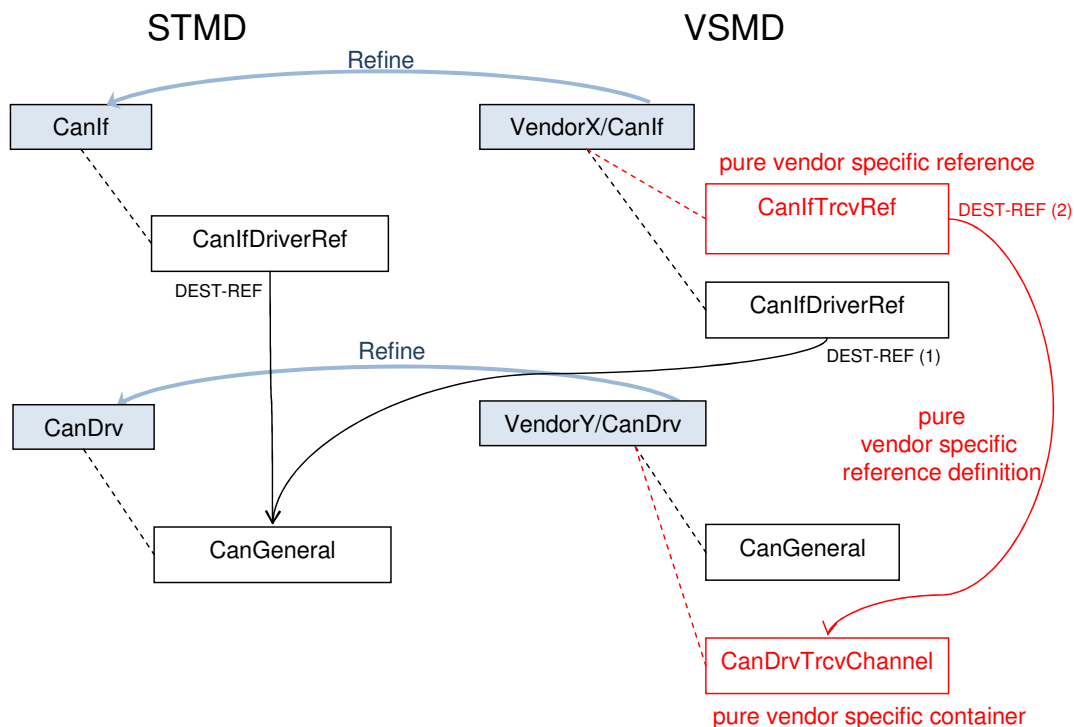 STMD
VSMD
Refine
CanIf
VendorX/CanIf
pure vendor specific reference
CanIfTrcvRef
DEST-REF (2)
CanIfDriverRef
DEST-REF
CanIfDriverRef
DEST-REF (1)
Refine
CanDrv
VendorY/CanDrv
pure
vendor specific
reference definition
CanGeneral
CanGeneral
CanDrvTrcvChannel
pure vendor specific container